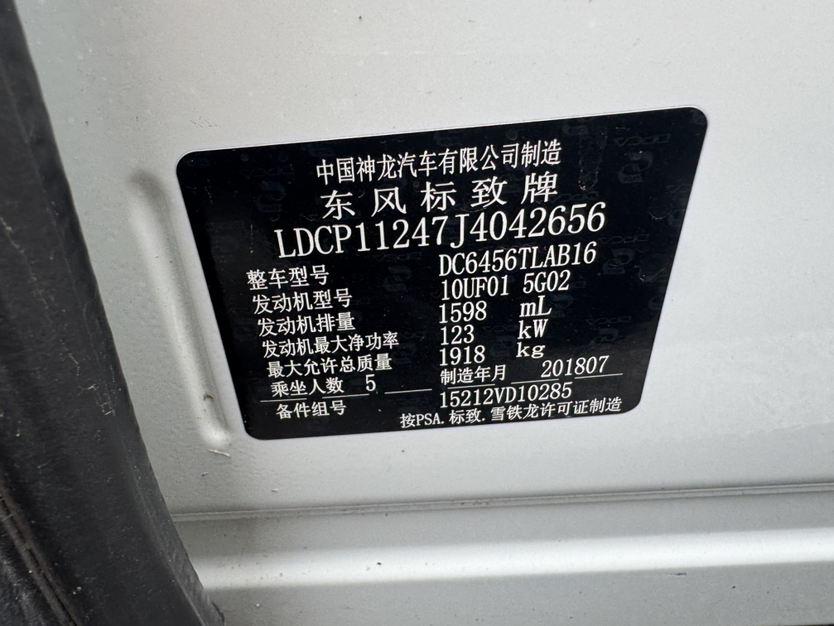 中国神龙汽车有限公司制造
东风标致牌
LDCP11247J4042656
整车型号 DC6456TLAB16
发动机型号 10UF01 5G02
发动机排量 1598 mL
发动机最大净功率 123 kW
最大允许总质量 1918 kg
乘坐人数 5 制造年月 201807
备件组号 15212VD10285
按PSA.标致.雪铁龙许可证制造